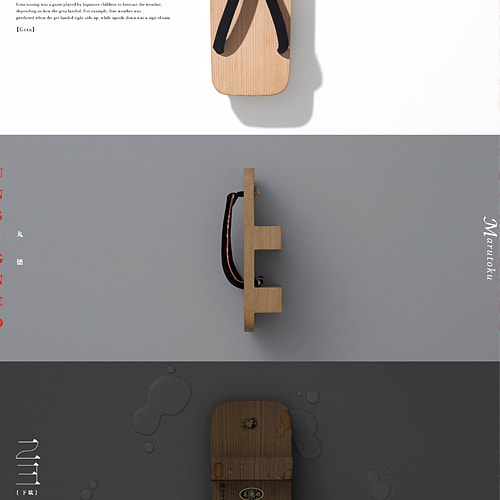 Geta tossing was a game played by Japanese children to forecast the weather,
depending on how the geta landed. For example, fine weather was
predicted when the get landed right side up, while upside down was a sign of rain.
【Geta】
丸徳
Marutoku
[下駄]